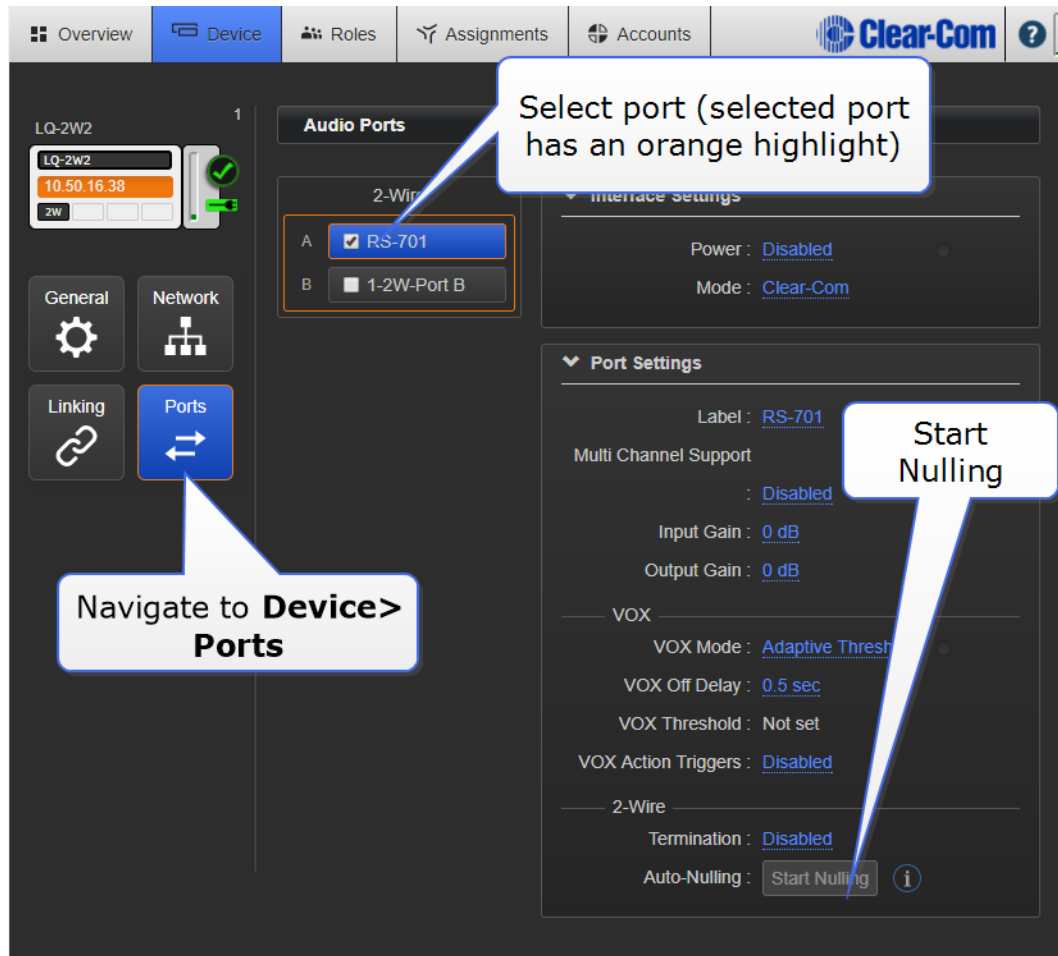 Overview
Device
Roles
Assignments
Accounts
Clear-Com
?
Select port (selected port
has an orange highlight)
LQ-2W2
1
LQ-2W2
10.50.16.38
2W
General
Network
Linking
Ports
Navigate to Device>
Ports
Audio Ports
A RS-701
B 1-2W-Port B
Interface Settings
Power : Disabled
Mode : Clear-Com
Port Settings
Label : RS-701
Multi Channel Support
: Disabled
Start
Nulling
Input Gain : 0 dB
Output Gain : 0 dB
VOX
VOX Mode : Adaptive
VOX Off Delay : 0.5 sec
VOX Threshold : Not set
VOX Action Triggers : Disabled
2-Wire
Termination : Disabled
Auto-Nulling : Start Nulling
i